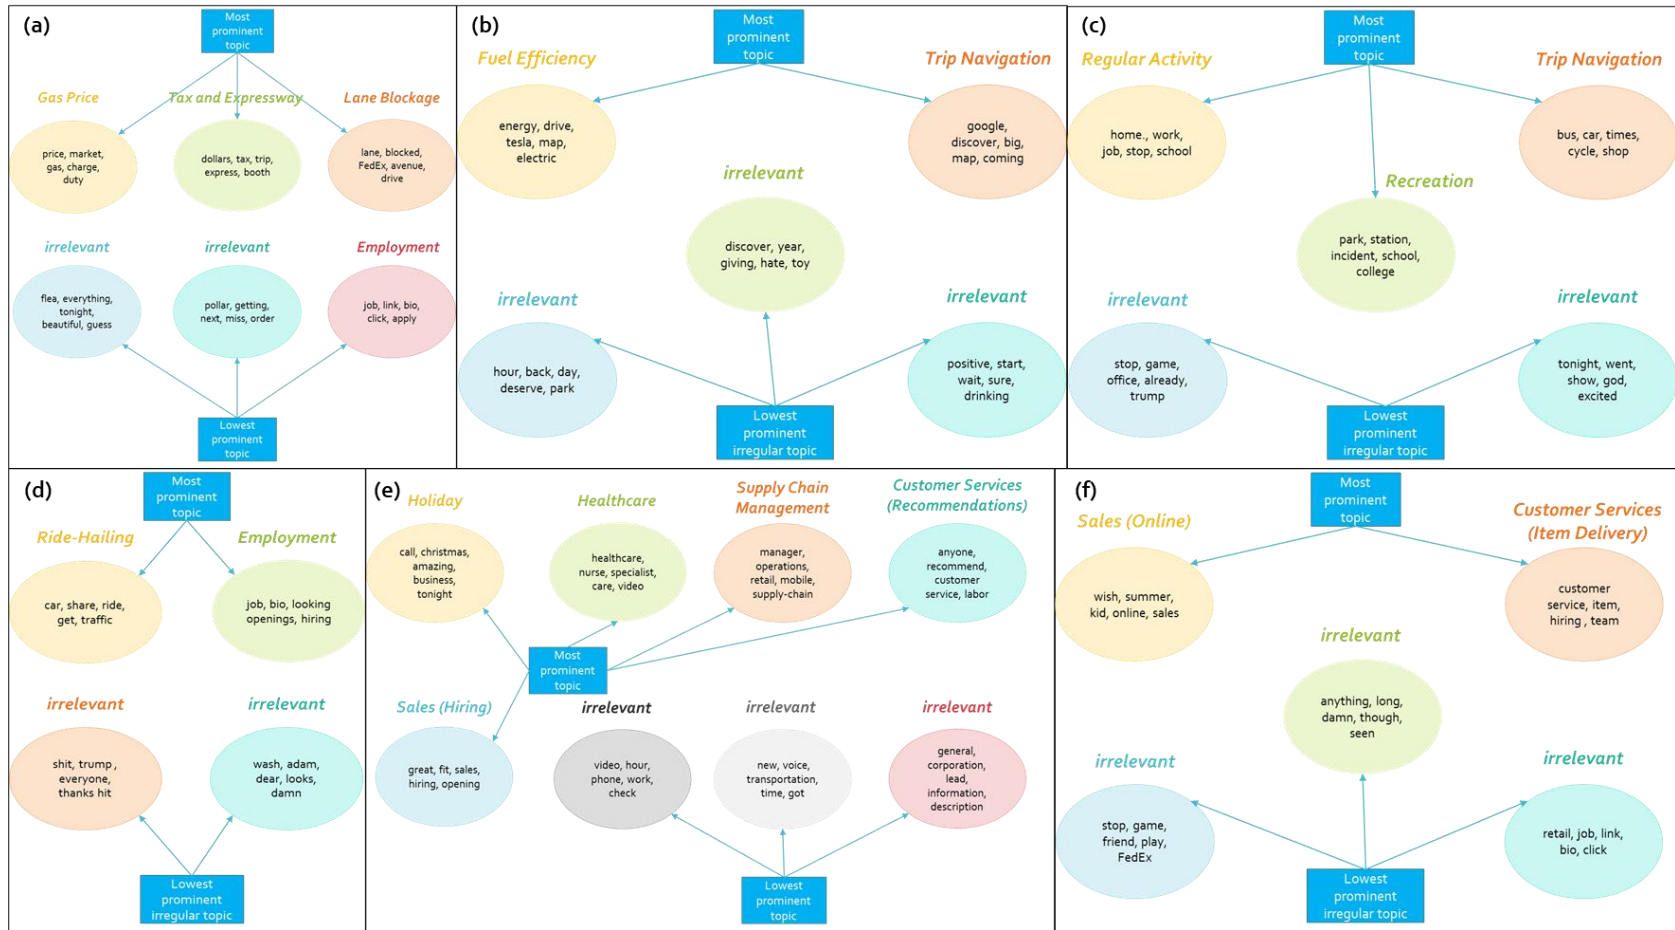 (a)
Most
prominent
topic
Gas Price
Tax and Expressway
Lane Blockage
price, market,
gas, charge,
duty
dollars, tax, trip,
express, booth
lane, blocked,
FedEx, avenue,
drive
irrelevant
irrelevant
Employment
flea, everything,
tonight,
beautiful, guess
pollar, getting,
next, miss, order
job, link, bio,
click, apply
Lowest
prominent
topic
(b)
Most
prominent
topic
Fuel Efficiency
Trip Navigation
energy, drive,
tesla, map,
electric
google,
discover, big,
map, coming
irrelevant
discover, year,
giving, hate, toy
irrelevant
irrelevant
hour, back, day,
deserve, park
positive, start,
wait, sure,
drinking
Lowest
prominent
irregular topic
(c)
Most
prominent
topic
Regular Activity
Trip Navigation
home., work,
job, stop, school
bus, car, times,
cycle, shop
Recreation
park, station,
incident, school,
college
irrelevant
irrelevant
stop, game,
office, already,
trump
tonight, went,
show, god,
excited
Lowest
prominent
irregular topic
(d)
Most
prominent
topic
Ride-Hailing
Employment
car, share, ride,
get, traffic
job, bio, looking
openings, hiring
irrelevant
irrelevant
shit, trump ,
everyone,
thanks hit
wash, adam,
dear, looks,
damn
Lowest
prominent
irregular topic
(e)
Holiday
Healthcare
Supply Chain
Management
Customer Services
(Recommendations)
call, christmas,
amazing,
business,
tonight
healthcare,
nurse, specialist,
care, video
manager,
operations,
retail, mobile,
supply-chain
anyone,
recommend,
customer
service, labor
Most
prominent
topic
Sales (Hiring)
irrelevant
irrelevant
irrelevant
great, fit, sales,
hiring, opening
video, hour,
phone, work,
check
new, voice,
transportation,
time, got
general,
corporation,
lead,
information,
description
Lowest
prominent
topic
(f)
Most
prominent
topic
Sales (Online)
Customer Services
(Item Delivery)
wish, summer,
kid, online, sales
customer
service, item,
hiring , team
irrelevant
anything, long,
damn, though,
seen
irrelevant
irrelevant
stop, game,
friend, play,
FedEx
retail, job, link,
bio, click
Lowest
prominent
irregular topic